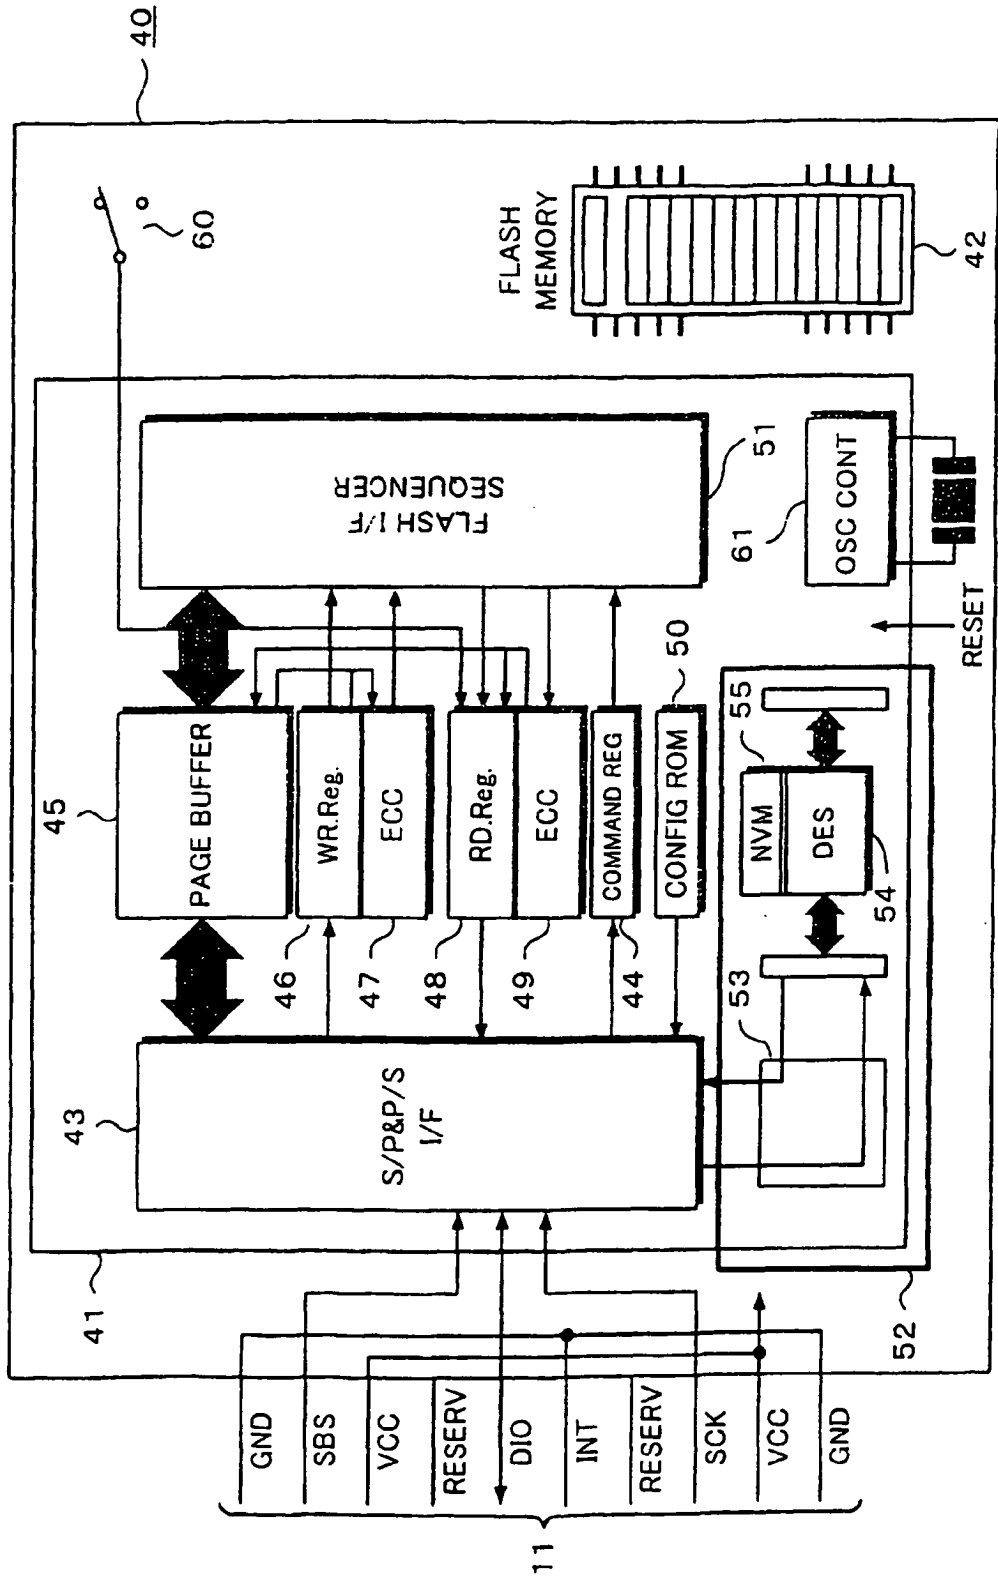 40
60
FLASH
MEMORY
42
FLASH I/F
SEQUENCER
51
61
OSC CONT
RESET
45
PAGE BUFFER
46
WR.Reg.
47
ECC
48
RD.Reg.
49
ECC
44
COMMAND REG
50
CONFIG ROM
55
NVM
DES
54
53
43
S/P&P/S
I/F
41
52
GND
SBS
VCC
RESERV
DIO
INT
RESERV
SCK
VCC
GND
11